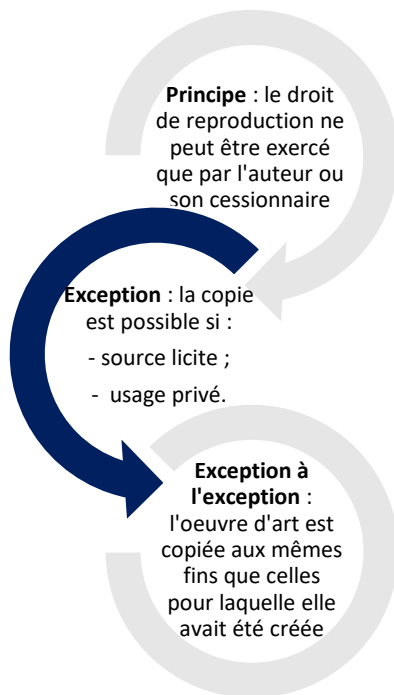 Principe : le droit
de reproduction ne
peut être exercé
que par l'auteur ou
son cessionnaire
Exception : la copie
est possible si :
- source licite ;
- usage privé.
Exception à
l'exception :
l'oeuvre d'art est
copiée aux mêmes
fins que celles
pour laquelle elle
avait été créée